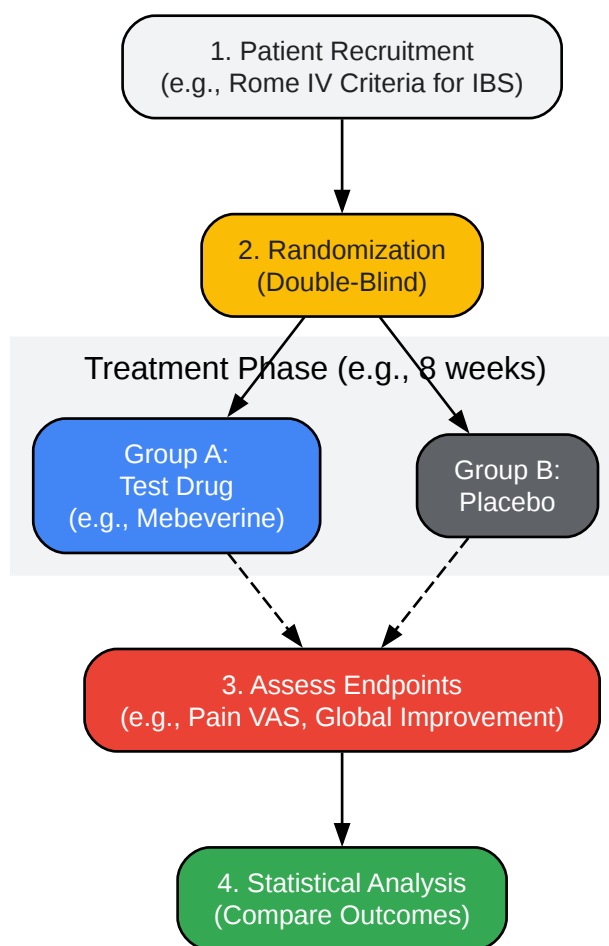 1. Patient Recruitment
(e.g., Rome IV Criteria for IBS)
2. Randomization
(Double-Blind)
Treatment Phase (e.g., 8 weeks)
Group A:
Test Drug
(e.g., Mebeverine)
Group B:
Placebo
3. Assess Endpoints
(e.g., Pain VAS, Global Improvement)
4. Statistical Analysis
(Compare Outcomes)